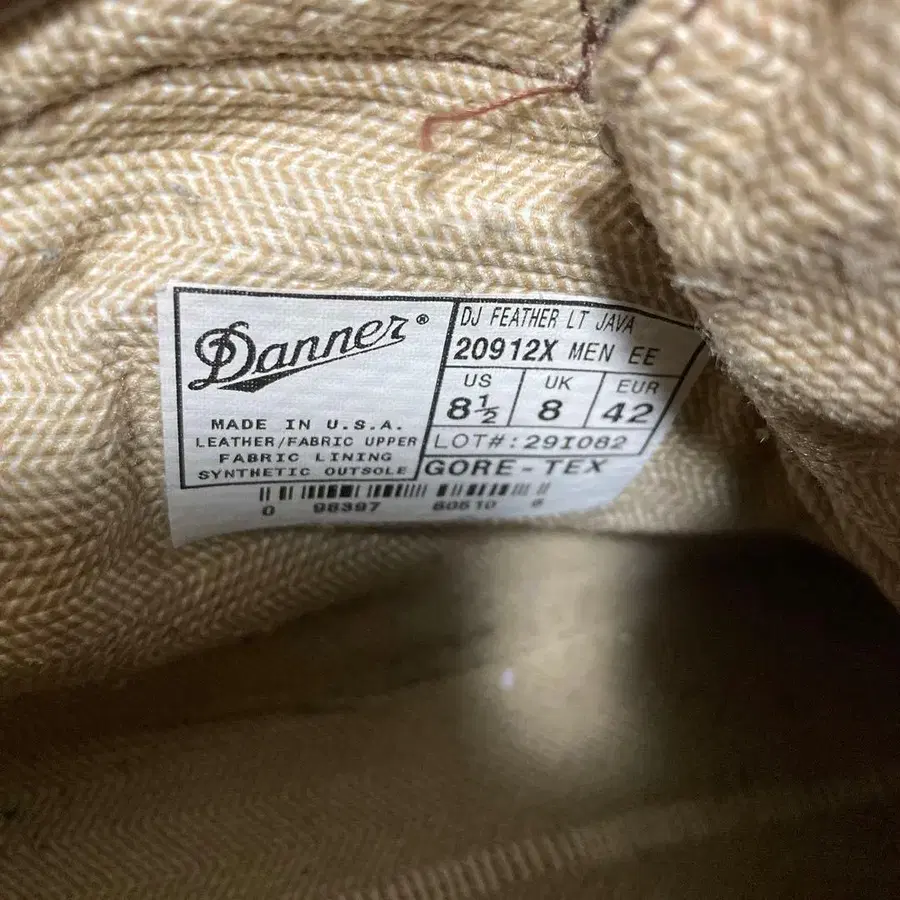 Danner®
MADE IN U.S.A.
LEATHER/FABRIC UPPER
FABRIC LINING
SYNTHETIC OUTSOLE
DJ FEATHER LT JAVA
20912X MEN EE
US UK EUR
8½ 8 42
LOT#:29I082
GORE-TEX
0 98397 60510